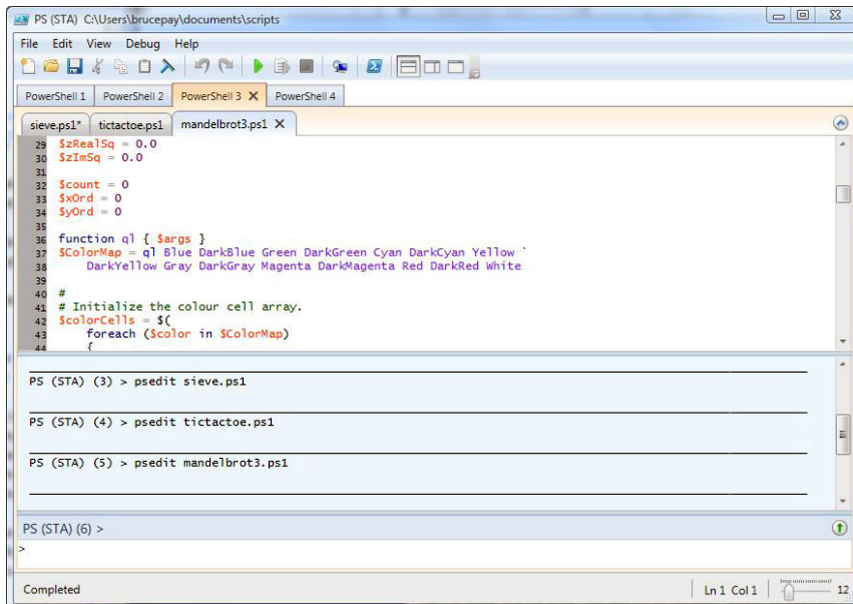 PS (STA) C:\Users\brucepay\documents\scripts
File Edit View Debug Help
PowerShell 1 PowerShell 2 PowerShell 3 X PowerShell 4
sieve.ps1* tictactoe.ps1 mandelbrot3.ps1 X
29 $zRealSq = 0.0
30 $zImSq = 0.0
31
32 $count = 0
33 $xOrd = 0
34 $yOrd = 0
35
36 function ql { $args }
37 $ColorMap = ql Blue DarkBlue Green DarkGreen Cyan DarkCyan Yellow `
38 DarkYellow Gray DarkGray Magenta DarkMagenta Red DarkRed White
39
40 #
41 # Initialize the colour cell array.
42 $colorCells = $(
43 foreach ($color in $ColorMap)
44 {
PS (STA) (3) > psedit sieve.ps1
PS (STA) (4) > psedit tictactoe.ps1
PS (STA) (5) > psedit mandelbrot3.ps1
PS (STA) (6) >
>
Completed Ln 1 Col 1 12